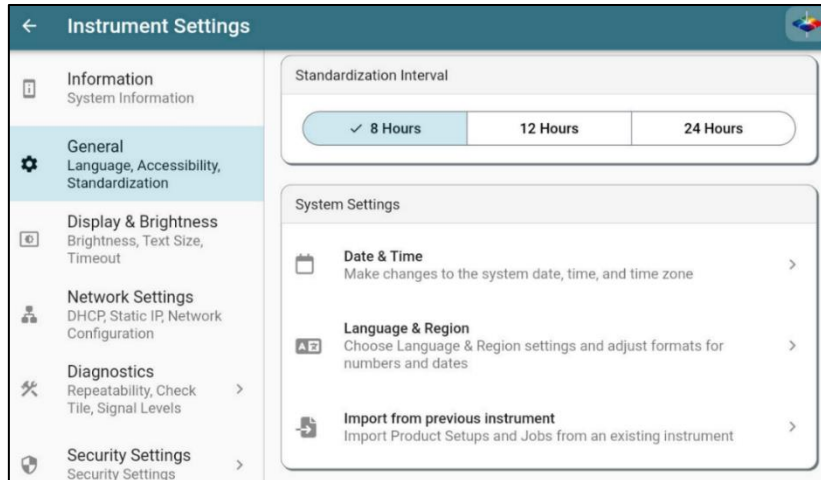 Instrument Settings
Information
System Information
General
Language, Accessibility,
Standardization
Display & Brightness
Brightness, Text Size,
Timeout
Network Settings
DHCP, Static IP, Network
Configuration
Diagnostics
Repeatability, Check
Tile, Signal Levels
Security Settings
Security Settings
Standardization Interval
8 Hours
12 Hours
24 Hours
System Settings
Date & Time
Make changes to the system date, time, and time zone
Language & Region
Choose Language & Region settings and adjust formats for
numbers and dates
Import from previous instrument
Import Product Setups and Jobs from an existing instrument